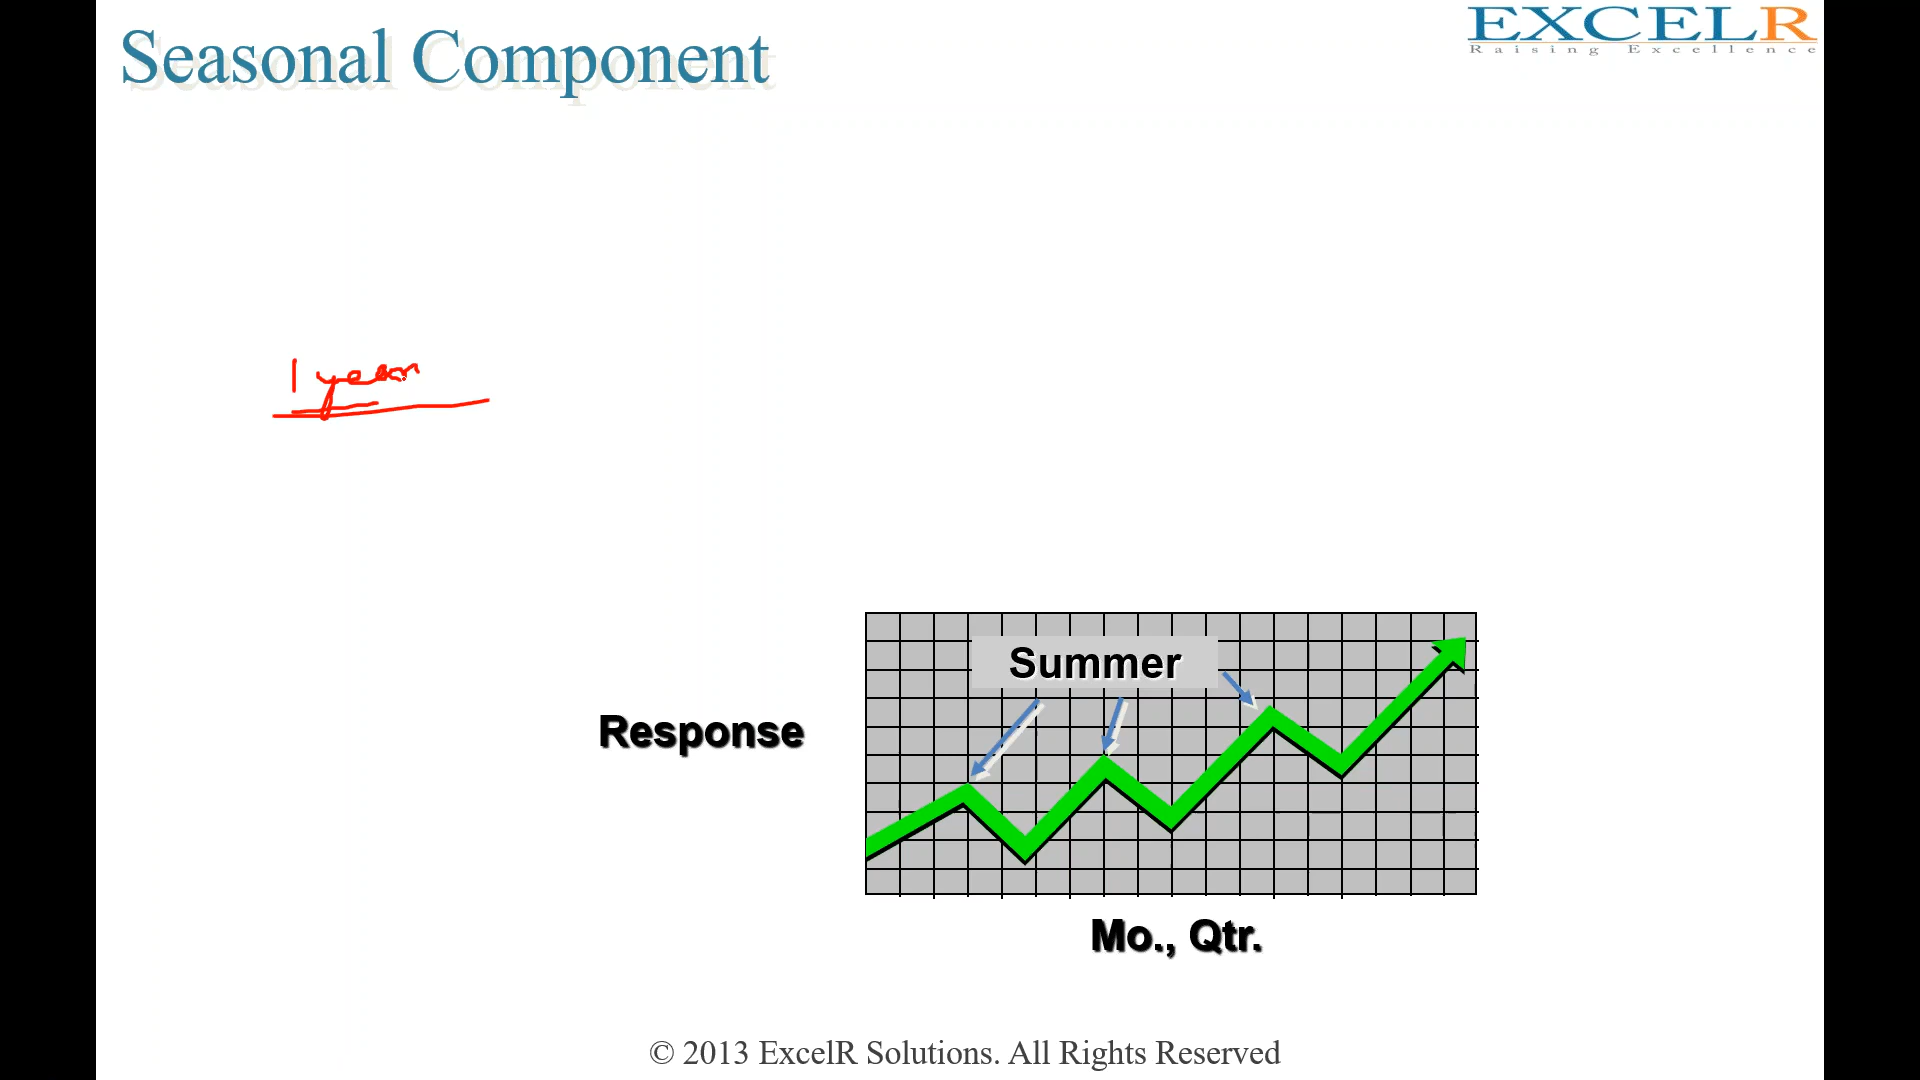 Seasonal Component
EXCELR
Raising Excellence
1 year
Summer
Response
Mo., Qtr.
© 2013 ExcelR Solutions. All Rights Reserved